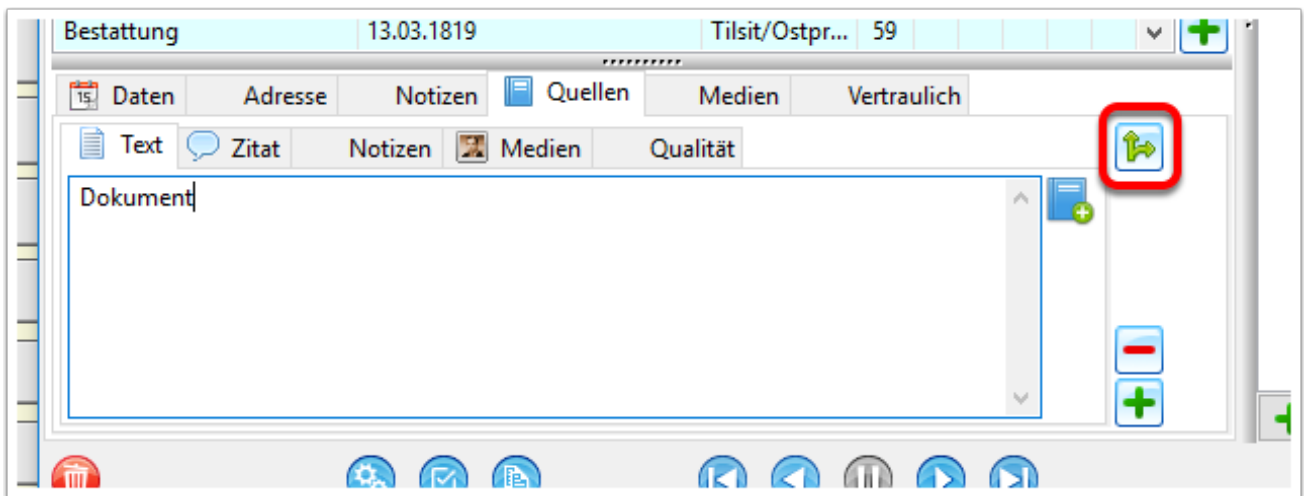 Bestattung 13.03.1819 Tilsit/Ostpr... 59
15 Daten Adresse Notizen Quellen Medien Vertraulich
Text Zitat Notizen Medien Qualität
Dokument